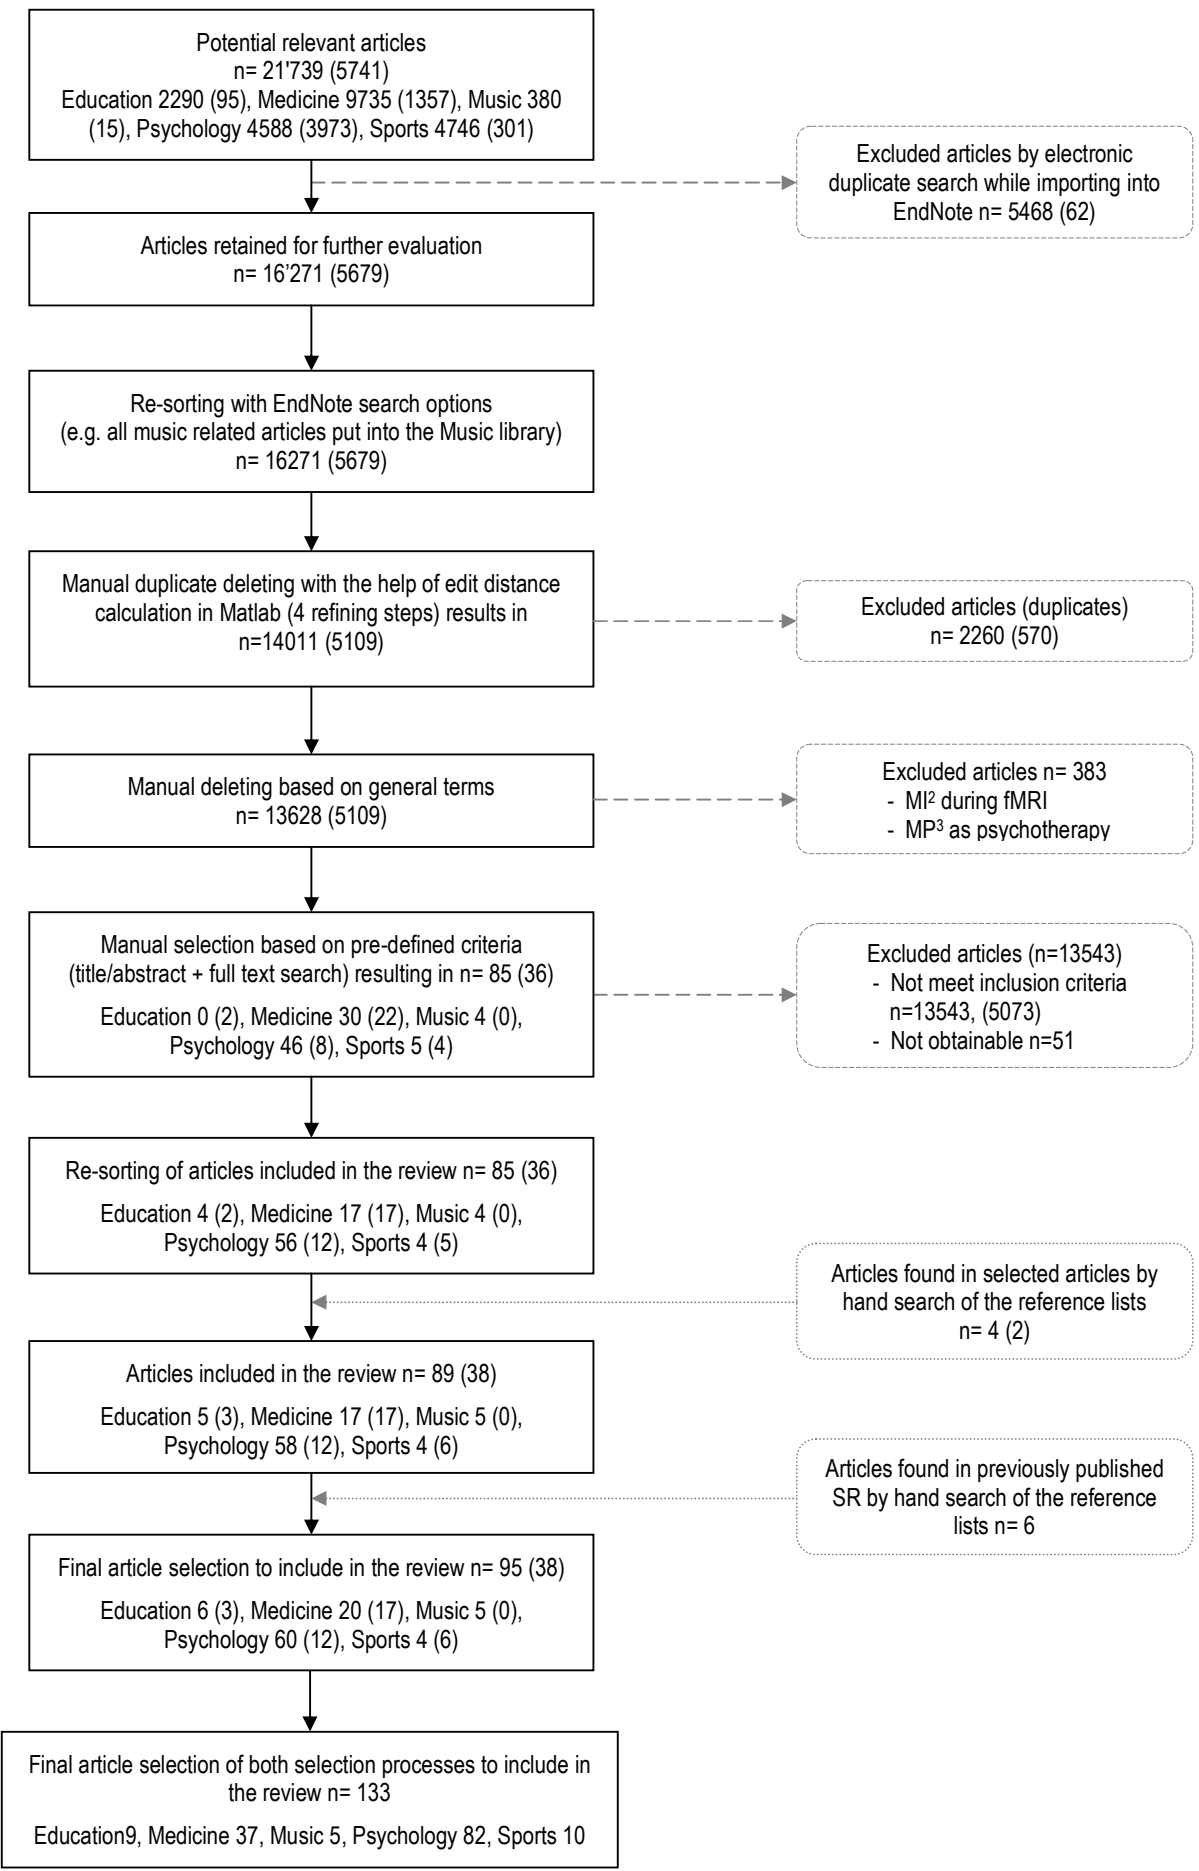 Potential relevant articles
n= 21'739 (5741)
Education 2290 (95), Medicine 9735 (1357), Music 380
(15), Psychology 4588 (3973), Sports 4746 (301)
Excluded articles by electronic
duplicate search while importing into
EndNote n= 5468 (62)
Articles retained for further evaluation
n= 16’271 (5679)
Re-sorting with EndNote search options
(e.g. all music related articles put into the Music library)
n= 16271 (5679)
Manual duplicate deleting with the help of edit distance
calculation in Matlab (4 refining steps) results in
n=14011 (5109)
Excluded articles (duplicates)
n= 2260 (570)
Manual deleting based on general terms
n= 13628 (5109)
Excluded articles n= 383
- MI² during fMRI
- MP³ as psychotherapy
Manual selection based on pre-defined criteria
(title/abstract + full text search) resulting in n= 85 (36)
Education 0 (2), Medicine 30 (22), Music 4 (0),
Psychology 46 (8), Sports 5 (4)
Excluded articles (n=13543)
- Not meet inclusion criteria
n=13543, (5073)
- Not obtainable n=51
Re-sorting of articles included in the review n= 85 (36)
Education 4 (2), Medicine 17 (17), Music 4 (0),
Psychology 56 (12), Sports 4 (5)
Articles found in selected articles by
hand search of the reference lists
n= 4 (2)
Articles included in the review n= 89 (38)
Education 5 (3), Medicine 17 (17), Music 5 (0),
Psychology 58 (12), Sports 4 (6)
Articles found in previously published
SR by hand search of the reference
lists n= 6
Final article selection to include in the review n= 95 (38)
Education 6 (3), Medicine 20 (17), Music 5 (0),
Psychology 60 (12), Sports 4 (6)
Final article selection of both selection processes to include in
the review n= 133
Education9, Medicine 37, Music 5, Psychology 82, Sports 10